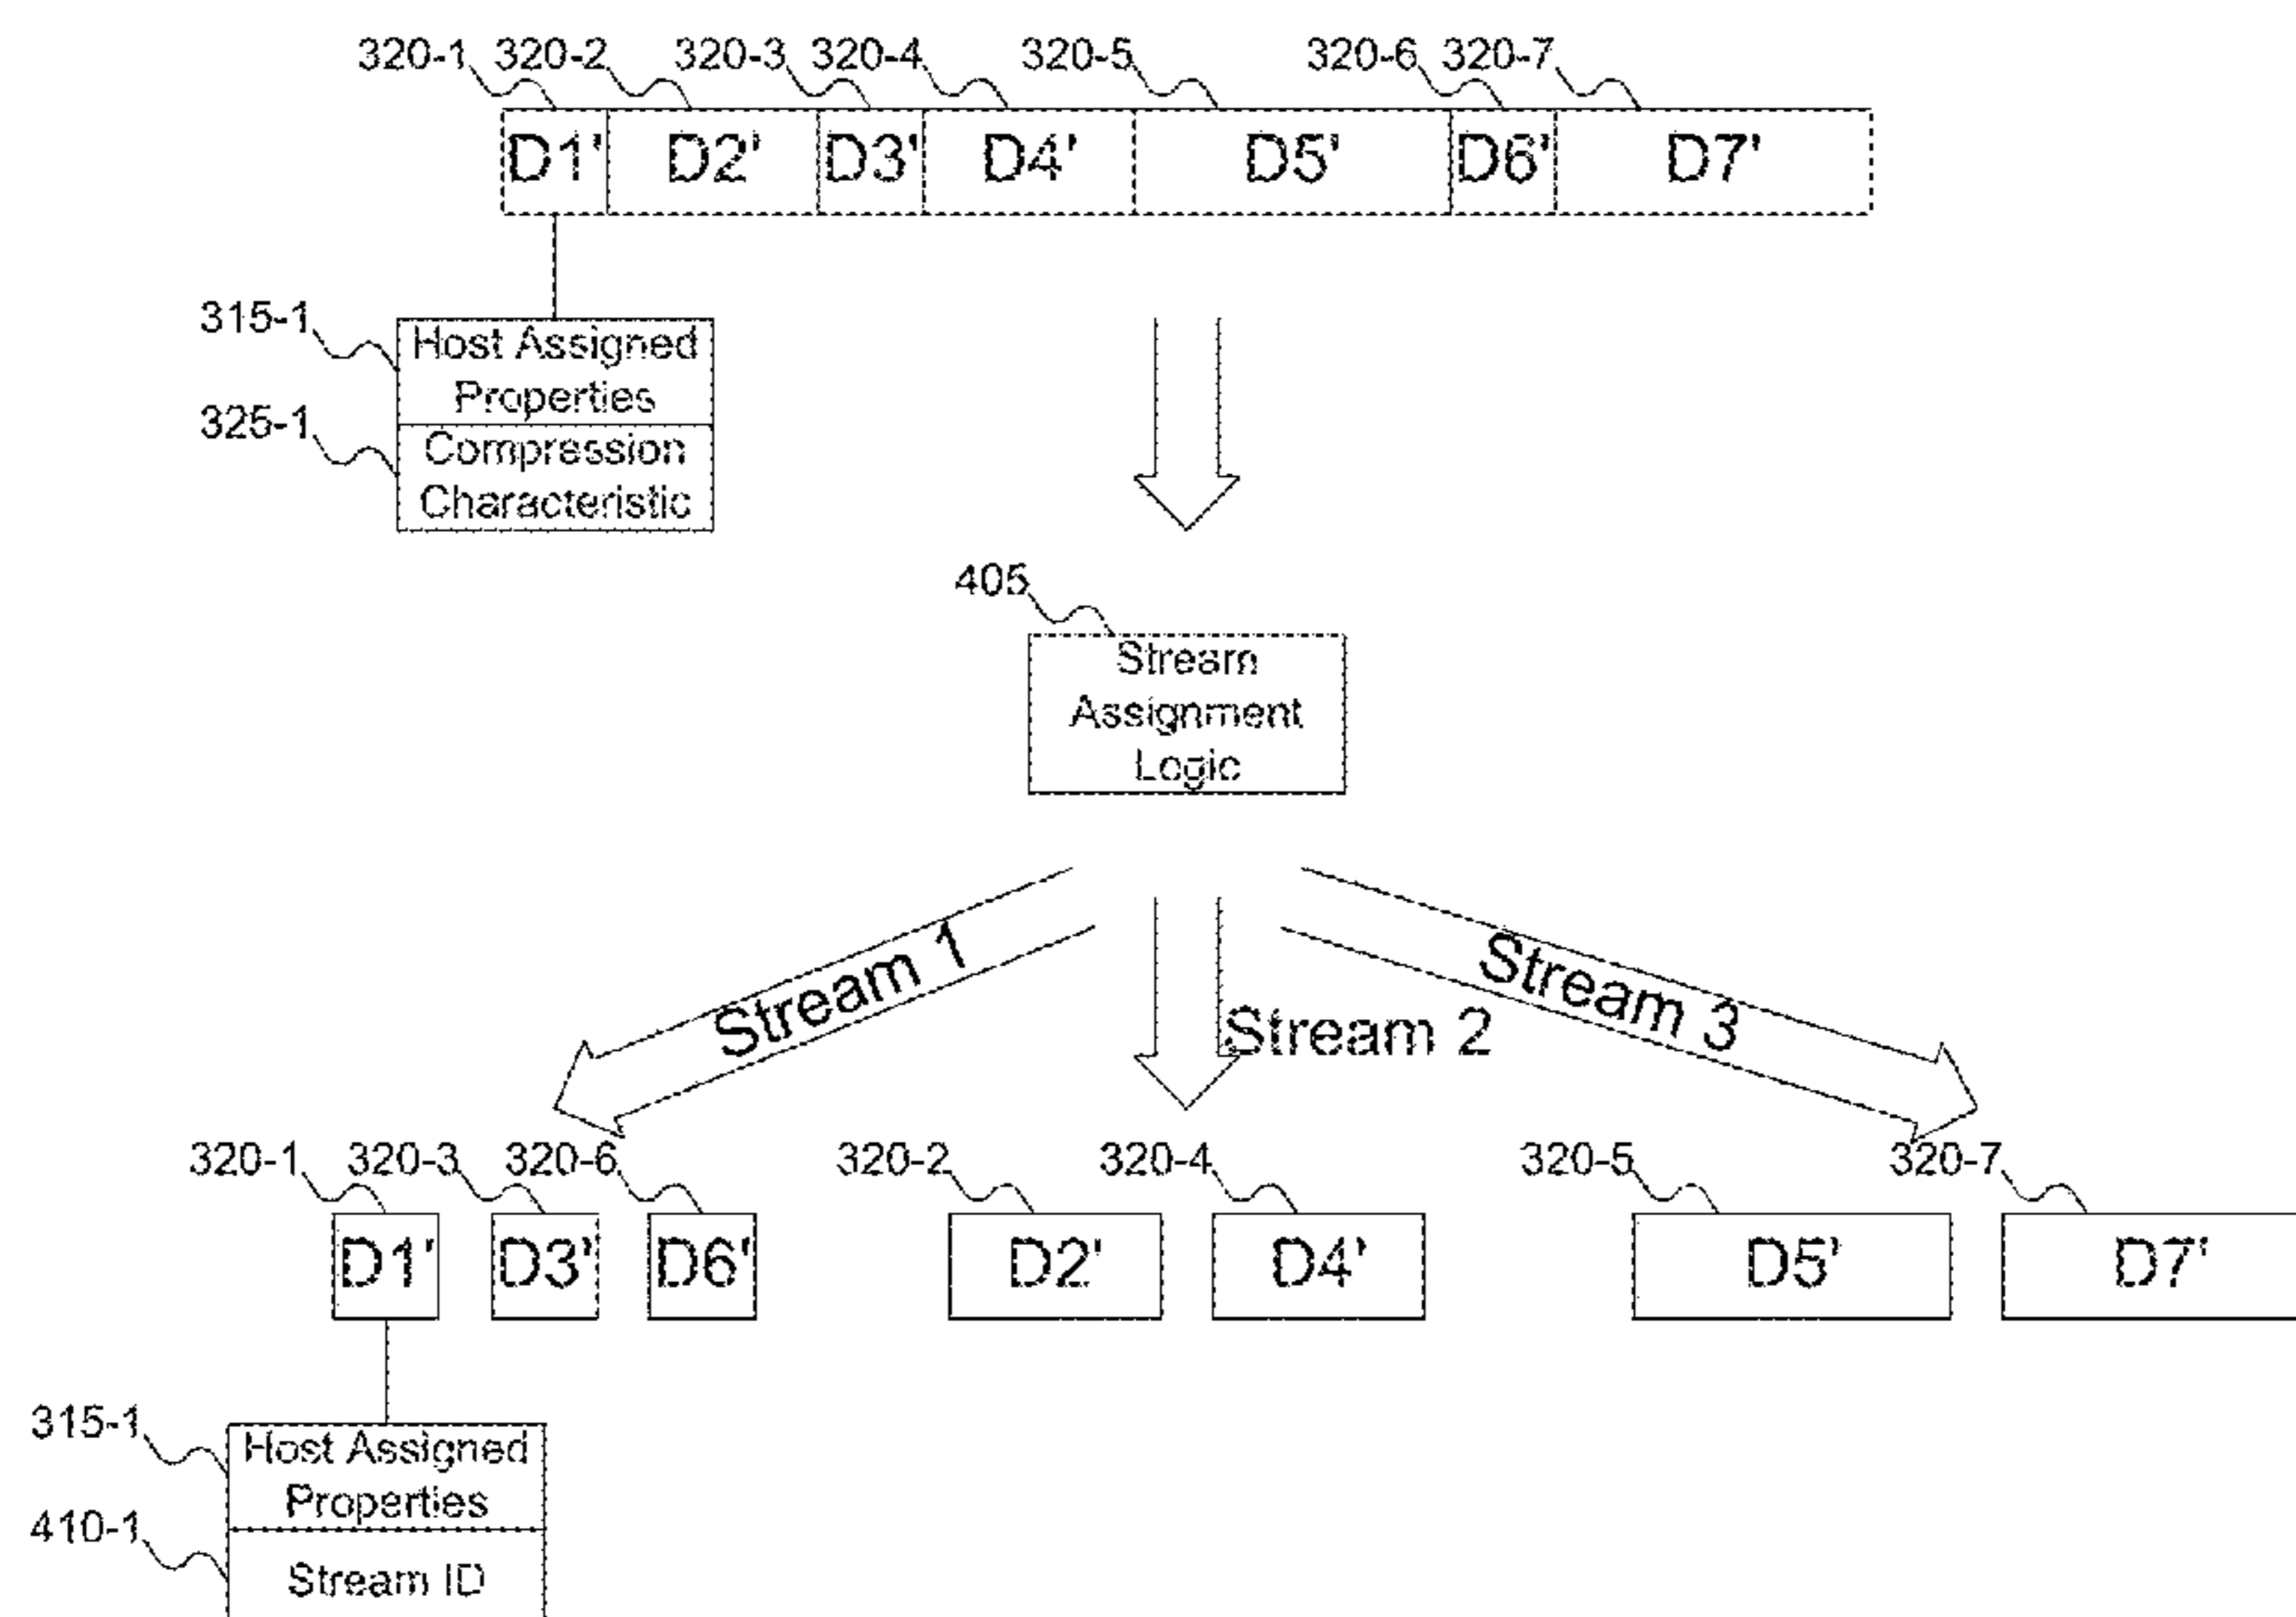 320-1 320-2 320-3 320-4 320-5 320-6 320-7
D1' D2' D3' D4' D5' D6' D7'
315-1
Host Assigned
Properties
325-1
Compression
Characteristic
405
Stream
Assignment
Logic
Stream 1
Stream 2
Stream 3
320-1 320-3 320-6 320-2 320-4 320-5 320-7
D1' D3' D6' D2' D4' D5' D7'
315-1
Host Assigned
Properties
410-1
Stream ID